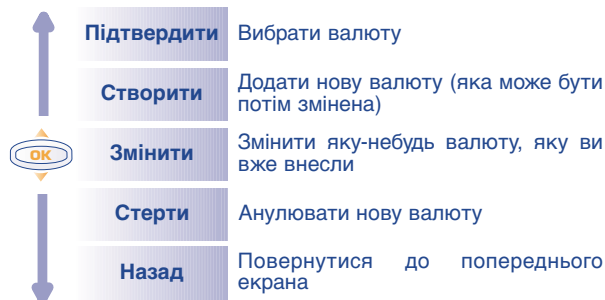 Підтвердити Вибрати валюту
Створити Додати нову валюту (яка може бути
потім змінена)
OK
Змінити Змінити яку-небудь валюту, яку ви
вже внесли
Стерти Анулювати нову валюту
Назад Повернутися до попереднього
екрана